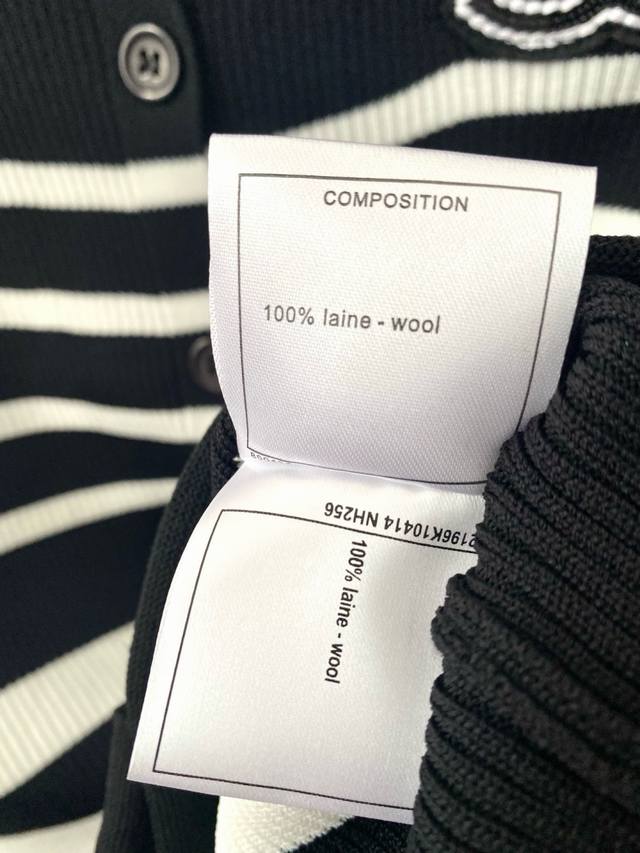 COMPOSITION
100% laine - wool
2196K10414 NH256
100% laine - wool